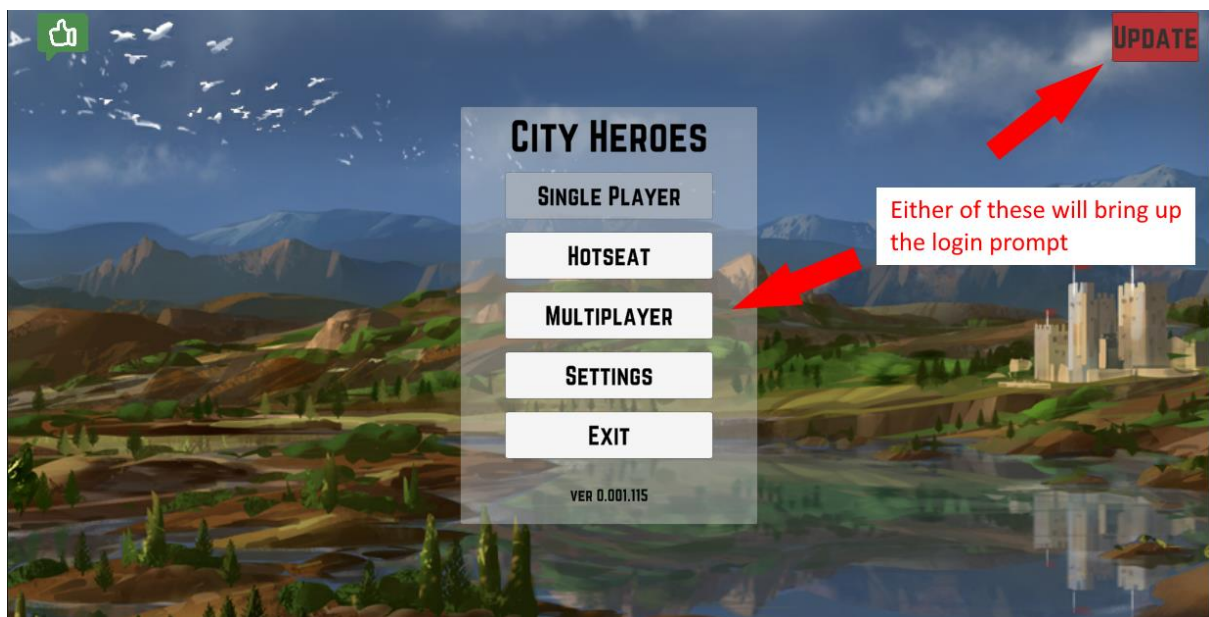 UPDATE
CITY HEROES
SINGLE PLAYER
HOTSEAT
MULTIPLAYER
SETTINGS
EXIT
VER 0.001.115
Either of these will bring up
the login prompt